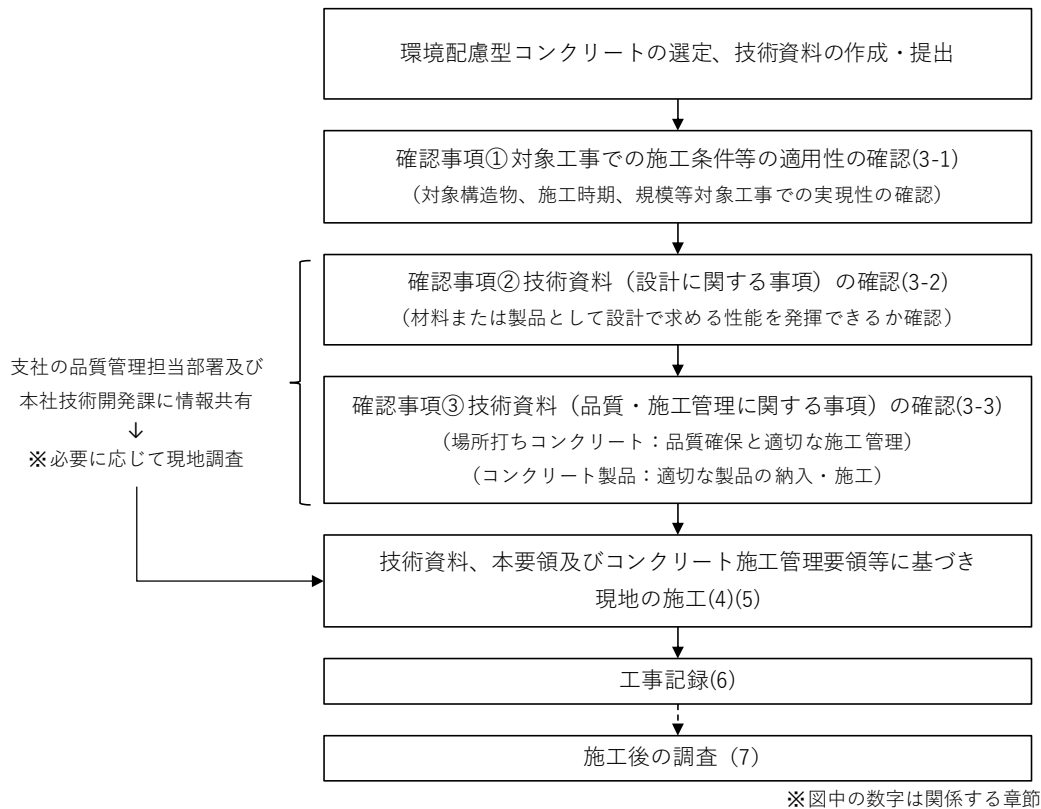 環境配慮型コンクリートの選定、技術資料の作成・提出
確認事項①対象工事での施工条件等の適用性の確認(3-1)
（対象構造物、施工時期、規模等対象工事での実現性の確認）
確認事項②技術資料（設計に関する事項）の確認(3-2)
（材料または製品として設計で求める性能を発揮できるか確認）
確認事項③技術資料（品質・施工管理に関する事項）の確認(3-3)
（場所打ちコンクリート：品質確保と適切な施工管理）
（コンクリート製品：適切な製品の納入・施工）
支社の品質管理担当部署及び
本社技術開発課に情報共有
↓
※必要に応じて現地調査
技術資料、本要領及びコンクリート施工管理要領等に基づき
現地の施工(4)(5)
工事記録(6)
施工後の調査（7）
※図中の数字は関係する章節